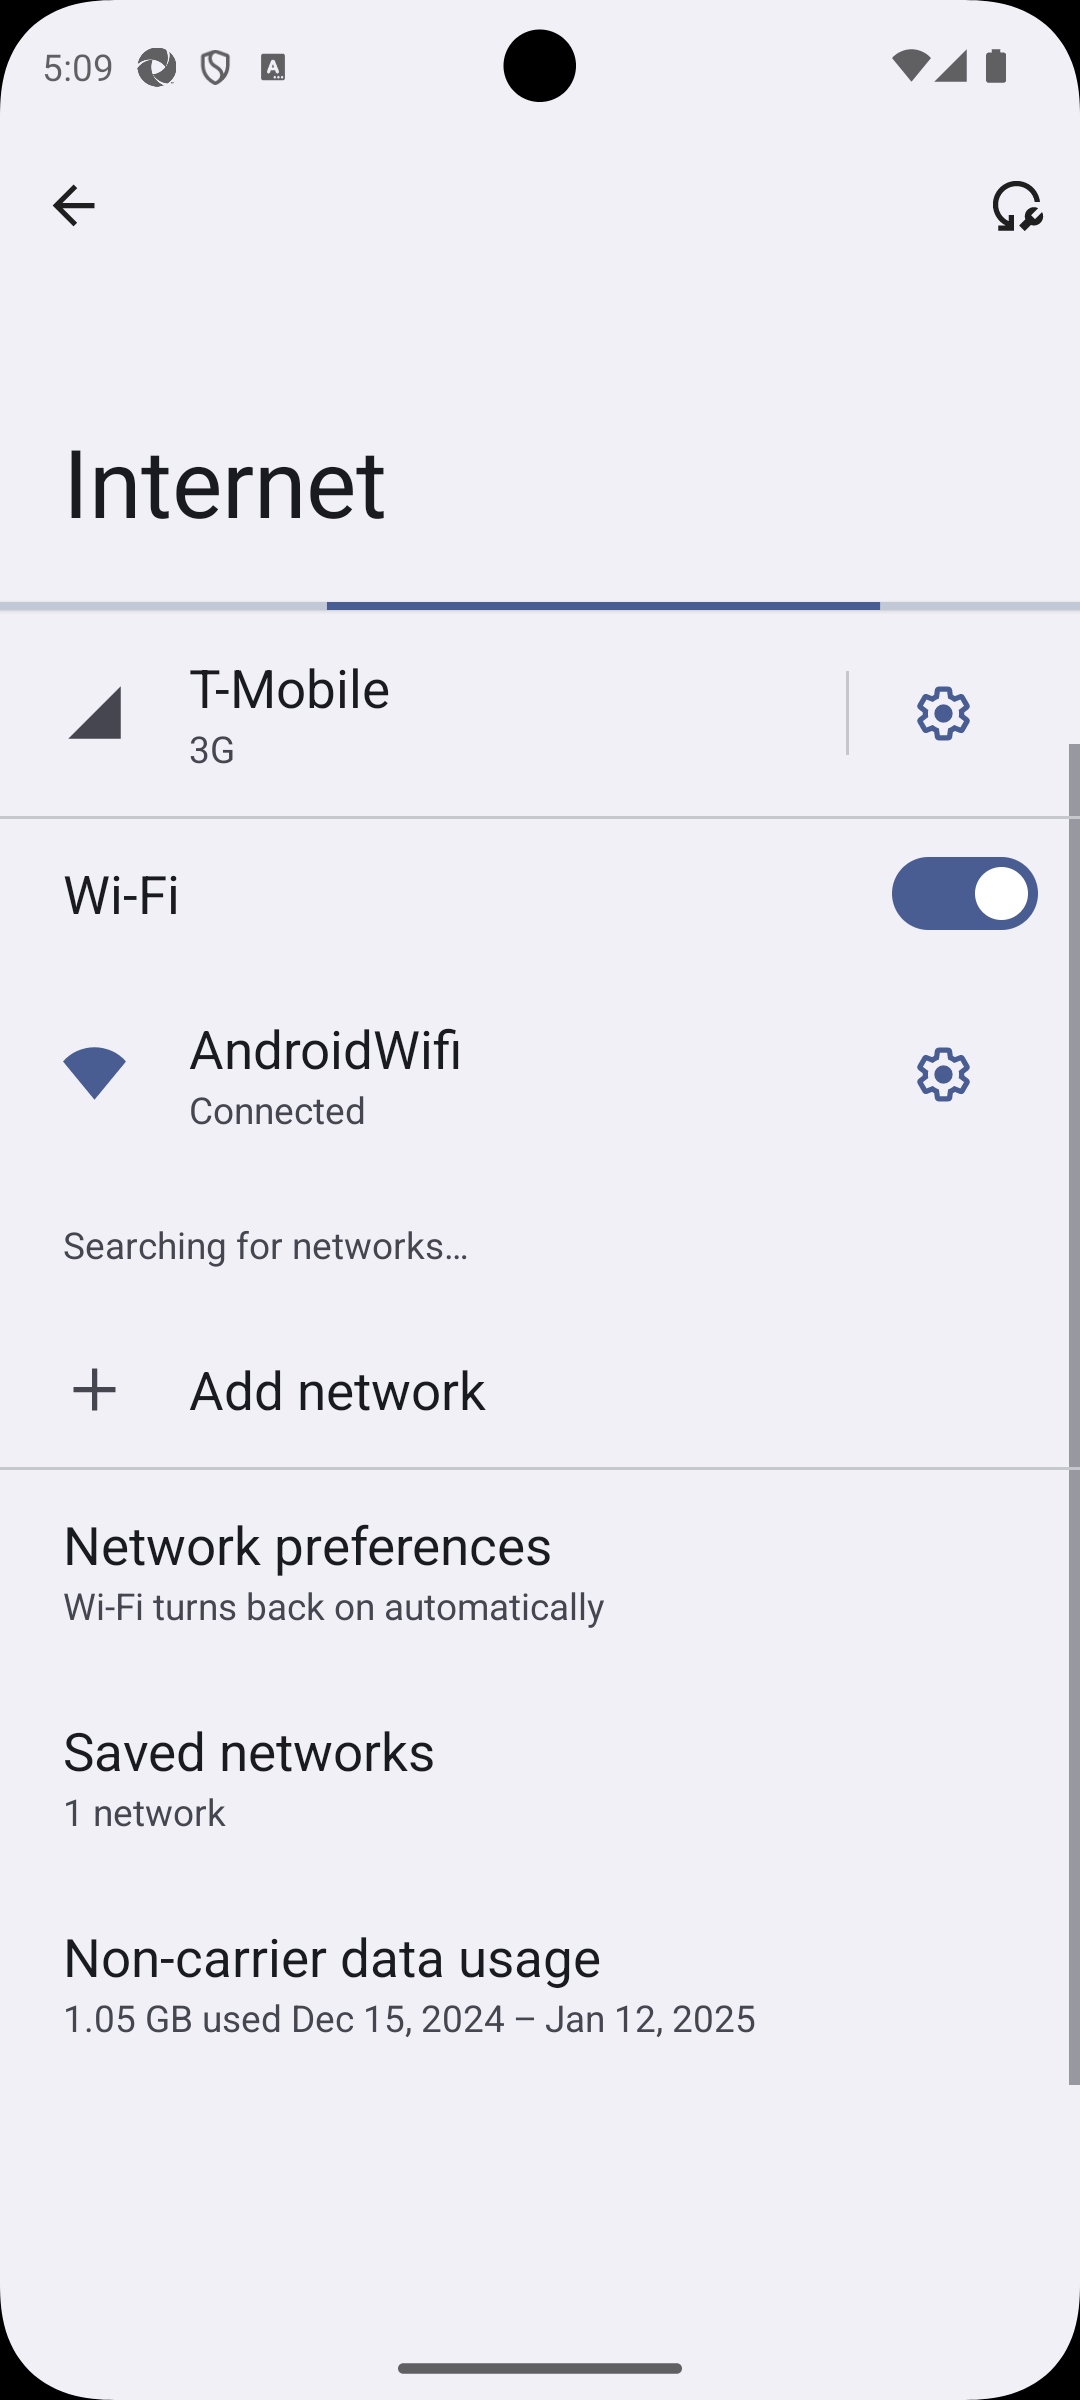 5:09
Internet
T-Mobile
3G
Wi-Fi
AndroidWifi
Connected
Searching for networks…
Add network
Network preferences
Wi-Fi turns back on automatically
Saved networks
1 network
Non-carrier data usage
1.05 GB used Dec 15, 2024 – Jan 12, 2025